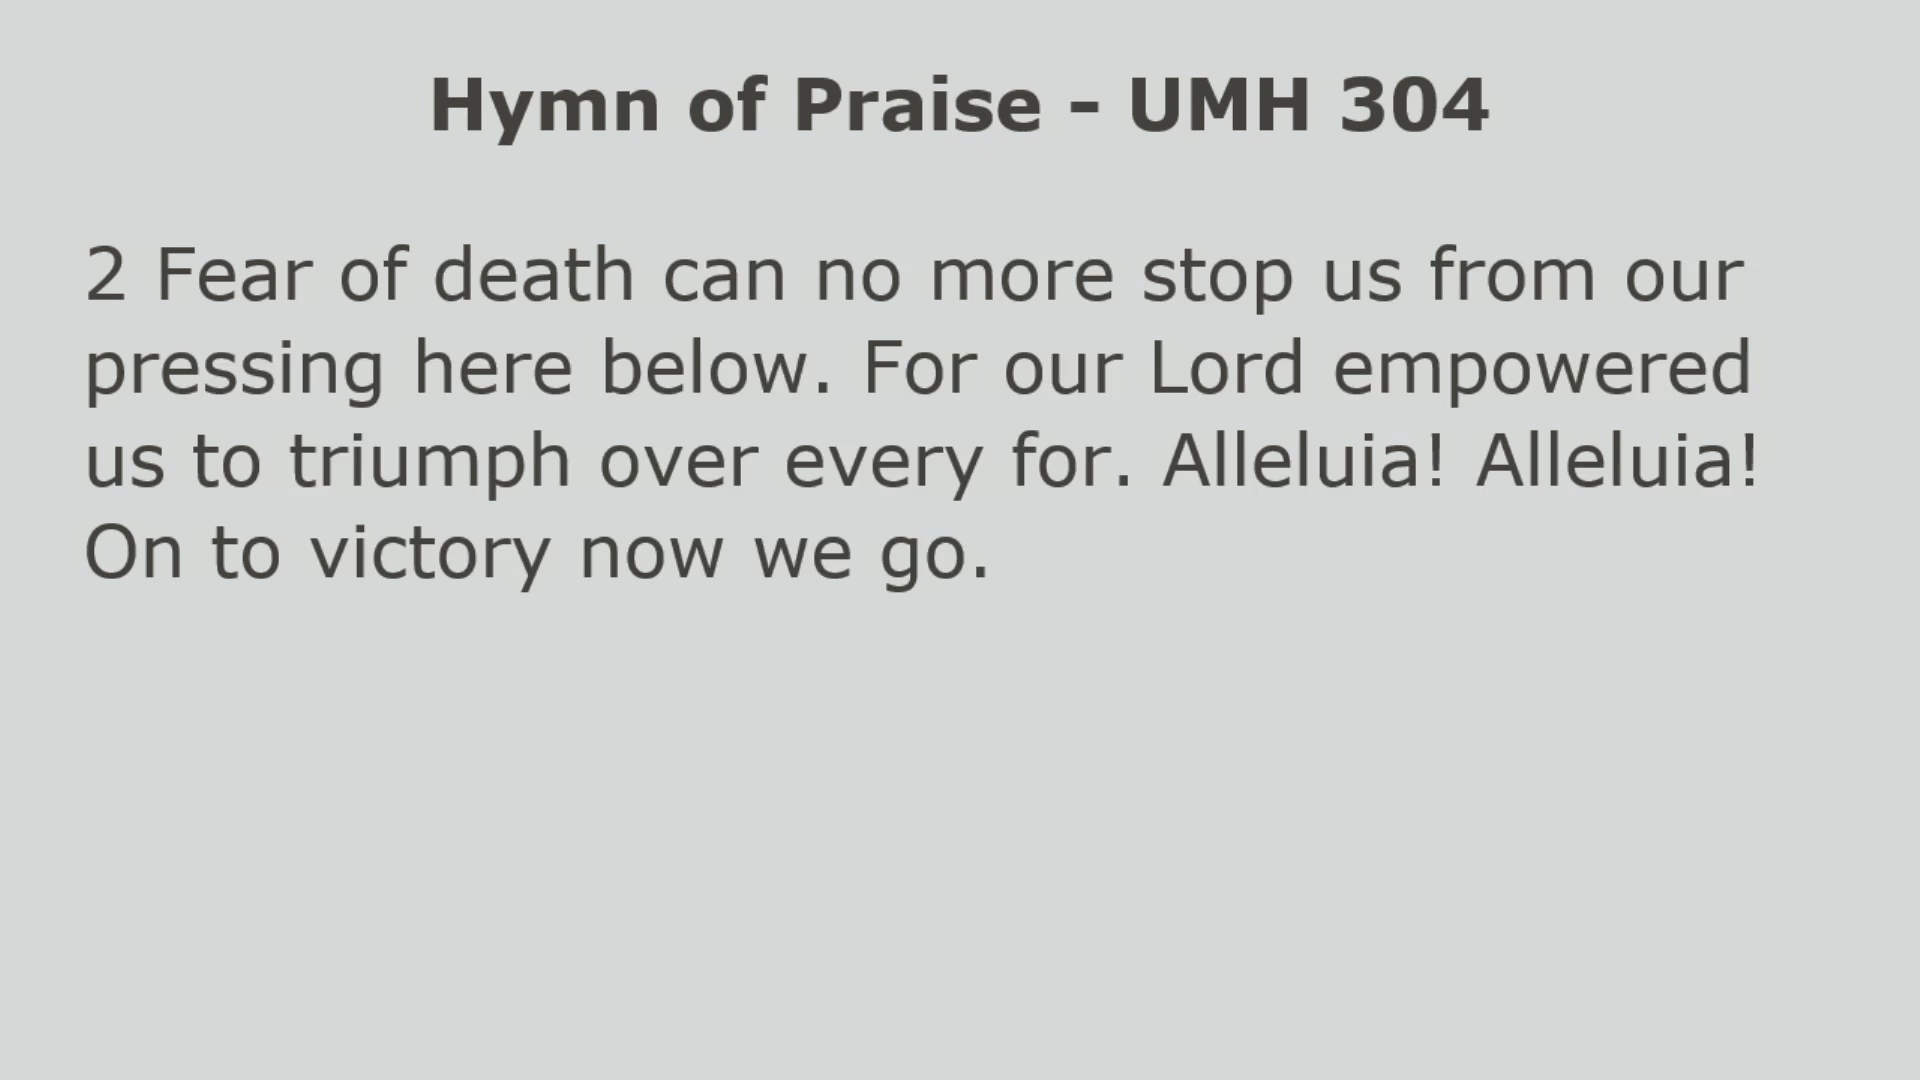 Hymn of Praise - UMH 304
2 Fear of death can no more stop us from our
pressing here below. For our Lord empowered
us to triumph over every for. Alleluia! Alleluia!
On to victory now we go.